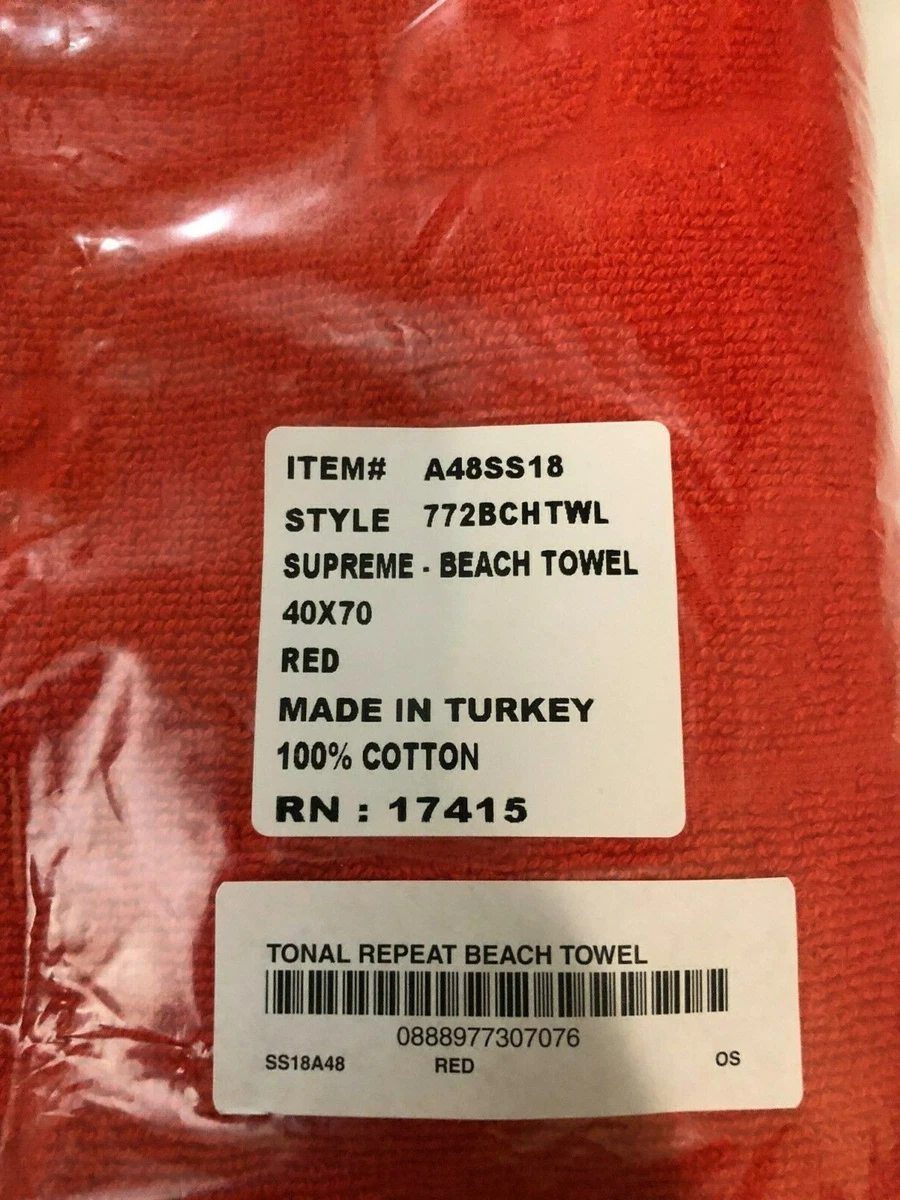 ITEM# A48SS18
STYLE 772BCHTWL
SUPREME - BEACH TOWEL
40X70
RED
MADE IN TURKEY
100% COTTON
RN : 17415
TONAL REPEAT BEACH TOWEL
0888977307076
SS18A48 RED OS